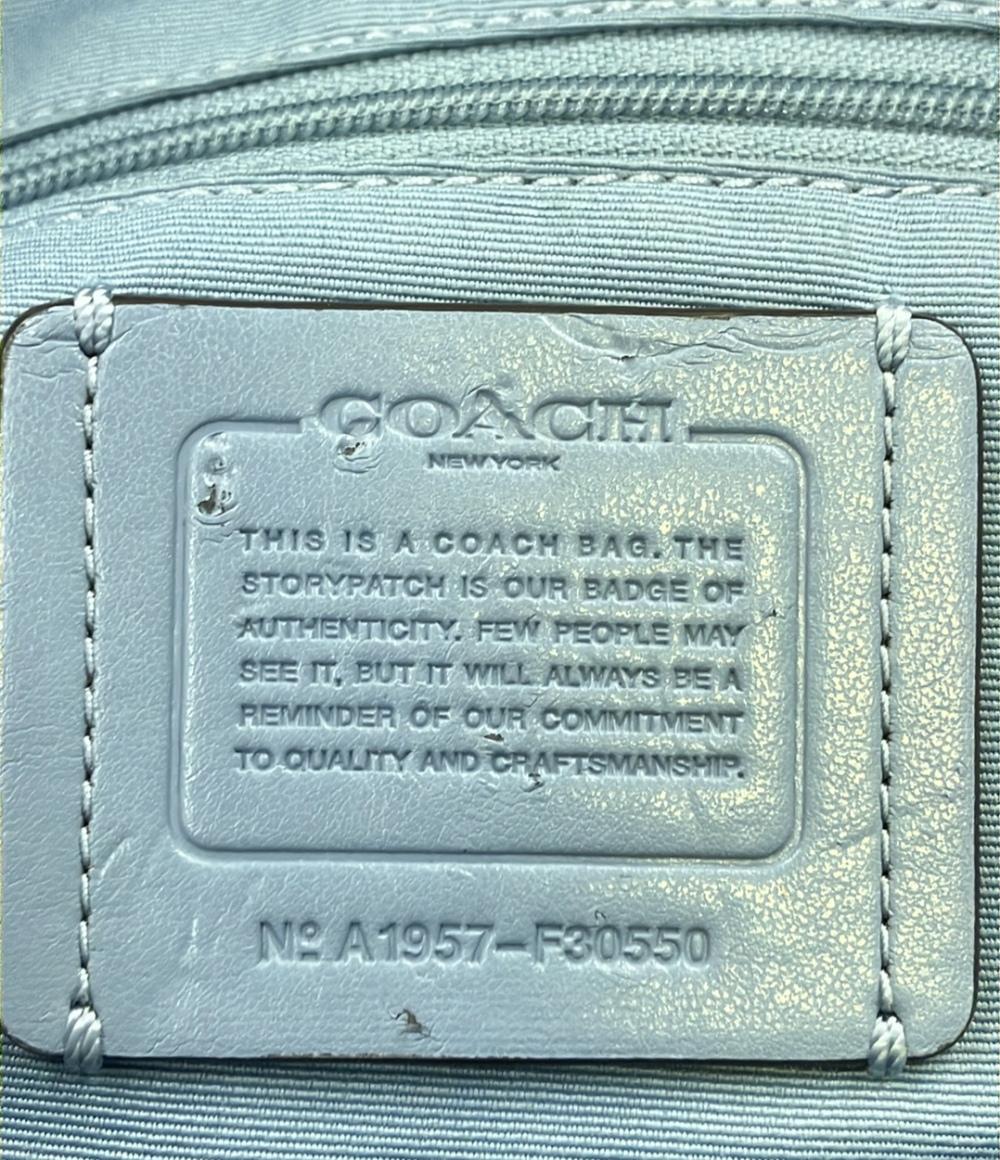 COACH
NEW YORK
THIS IS A COACH BAG. THE
STORYPATCH IS OUR BADGE OF
AUTHENTICITY. FEW PEOPLE MAY
SEE IT, BUT IT WILL ALWAYS BE A
REMINDER OF OUR COMMITMENT
TO QUALITY AND CRAFTSMANSHIP.
Nº A1957-F30550